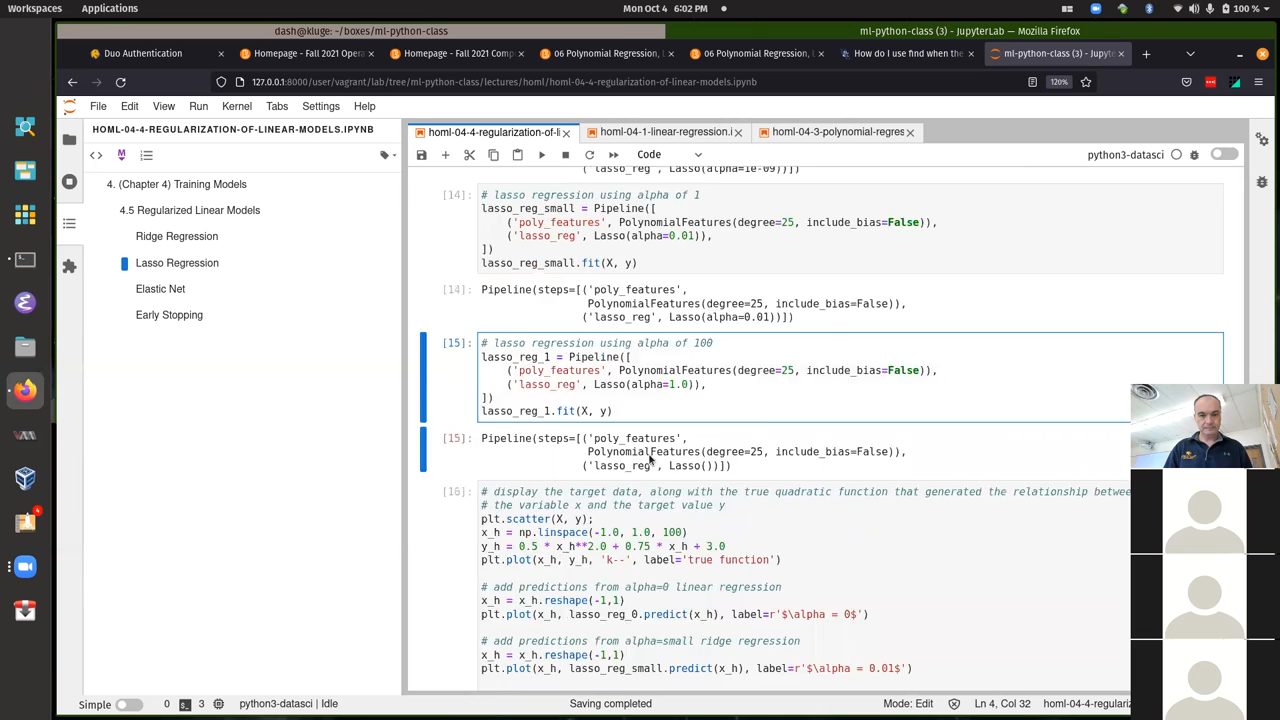 Workspaces Applications Mon Oct 4 6:02 PM 100 %
dash@kluge: ~/boxes/ml-python-class ml-python-class (3) - JupyterLab — Mozilla Firefox
Duo Authentication Homepage - Fall 2021 Oper Homepage - Fall 2021 Comp 06 Polynomial Regression, L 06 Polynomial Regression, L How do I use find when the ml-python-class (3) - Jupyte
127.0.0.1:8000/user/vagrant/lab/tree/ml-python-class/lectures/homl/homl-04-4-regularization-of-linear-models.ipynb 120%
File Edit View Run Kernel Tabs Settings Help
HOML-04-4-REGULARIZATION-OF-LINEAR-MODELS.IPYNB
homl-04-4-regularization-of-li homl-04-1-linear-regression.i homl-04-3-polynomial-regres
Code python3-datasci
4. (Chapter 4) Training Models
4.5 Regularized Linear Models
Ridge Regression
Lasso Regression
Elastic Net
Early Stopping
('lasso_reg', Lasso(alpha=1e-09))])
[14]: # lasso regression using alpha of 1
lasso_reg_small = Pipeline([
('poly_features', PolynomialFeatures(degree=25, include_bias=False)),
('lasso_reg', Lasso(alpha=0.01)),
])
lasso_reg_small.fit(X, y)
[14]: Pipeline(steps=[('poly_features',
PolynomialFeatures(degree=25, include_bias=False)),
('lasso_reg', Lasso(alpha=0.01))])
[15]: # lasso regression using alpha of 100
lasso_reg_1 = Pipeline([
('poly_features', PolynomialFeatures(degree=25, include_bias=False)),
('lasso_reg', Lasso(alpha=1.0)),
])
lasso_reg_1.fit(X, y)
[15]: Pipeline(steps=[('poly_features',
PolynomialFeatures(degree=25, include_bias=False)),
('lasso_reg', Lasso())])
[16]: # display the target data, along with the true quadratic function that generated the relationship between
# the variable x and the target value y
plt.scatter(X, y);
x_h = np.linspace(-1.0, 1.0, 100)
y_h = 0.5 * x_h**2.0 + 0.75 * x_h + 3.0
plt.plot(x_h, y_h, 'k--', label='true function')
# add predictions from alpha=0 linear regression
x_h = x_h.reshape(-1,1)
plt.plot(x_h, lasso_reg_0.predict(x_h), label=r'$\alpha = 0$')
# add predictions from alpha=small ridge regression
x_h = x_h.reshape(-1,1)
plt.plot(x_h, lasso_reg_small.predict(x_h), label=r'$\alpha = 0.01$')
Simple 0 3 python3-datasci | Idle Saving completed Mode: Edit Ln 4, Col 32 homl-04-4-regulariz